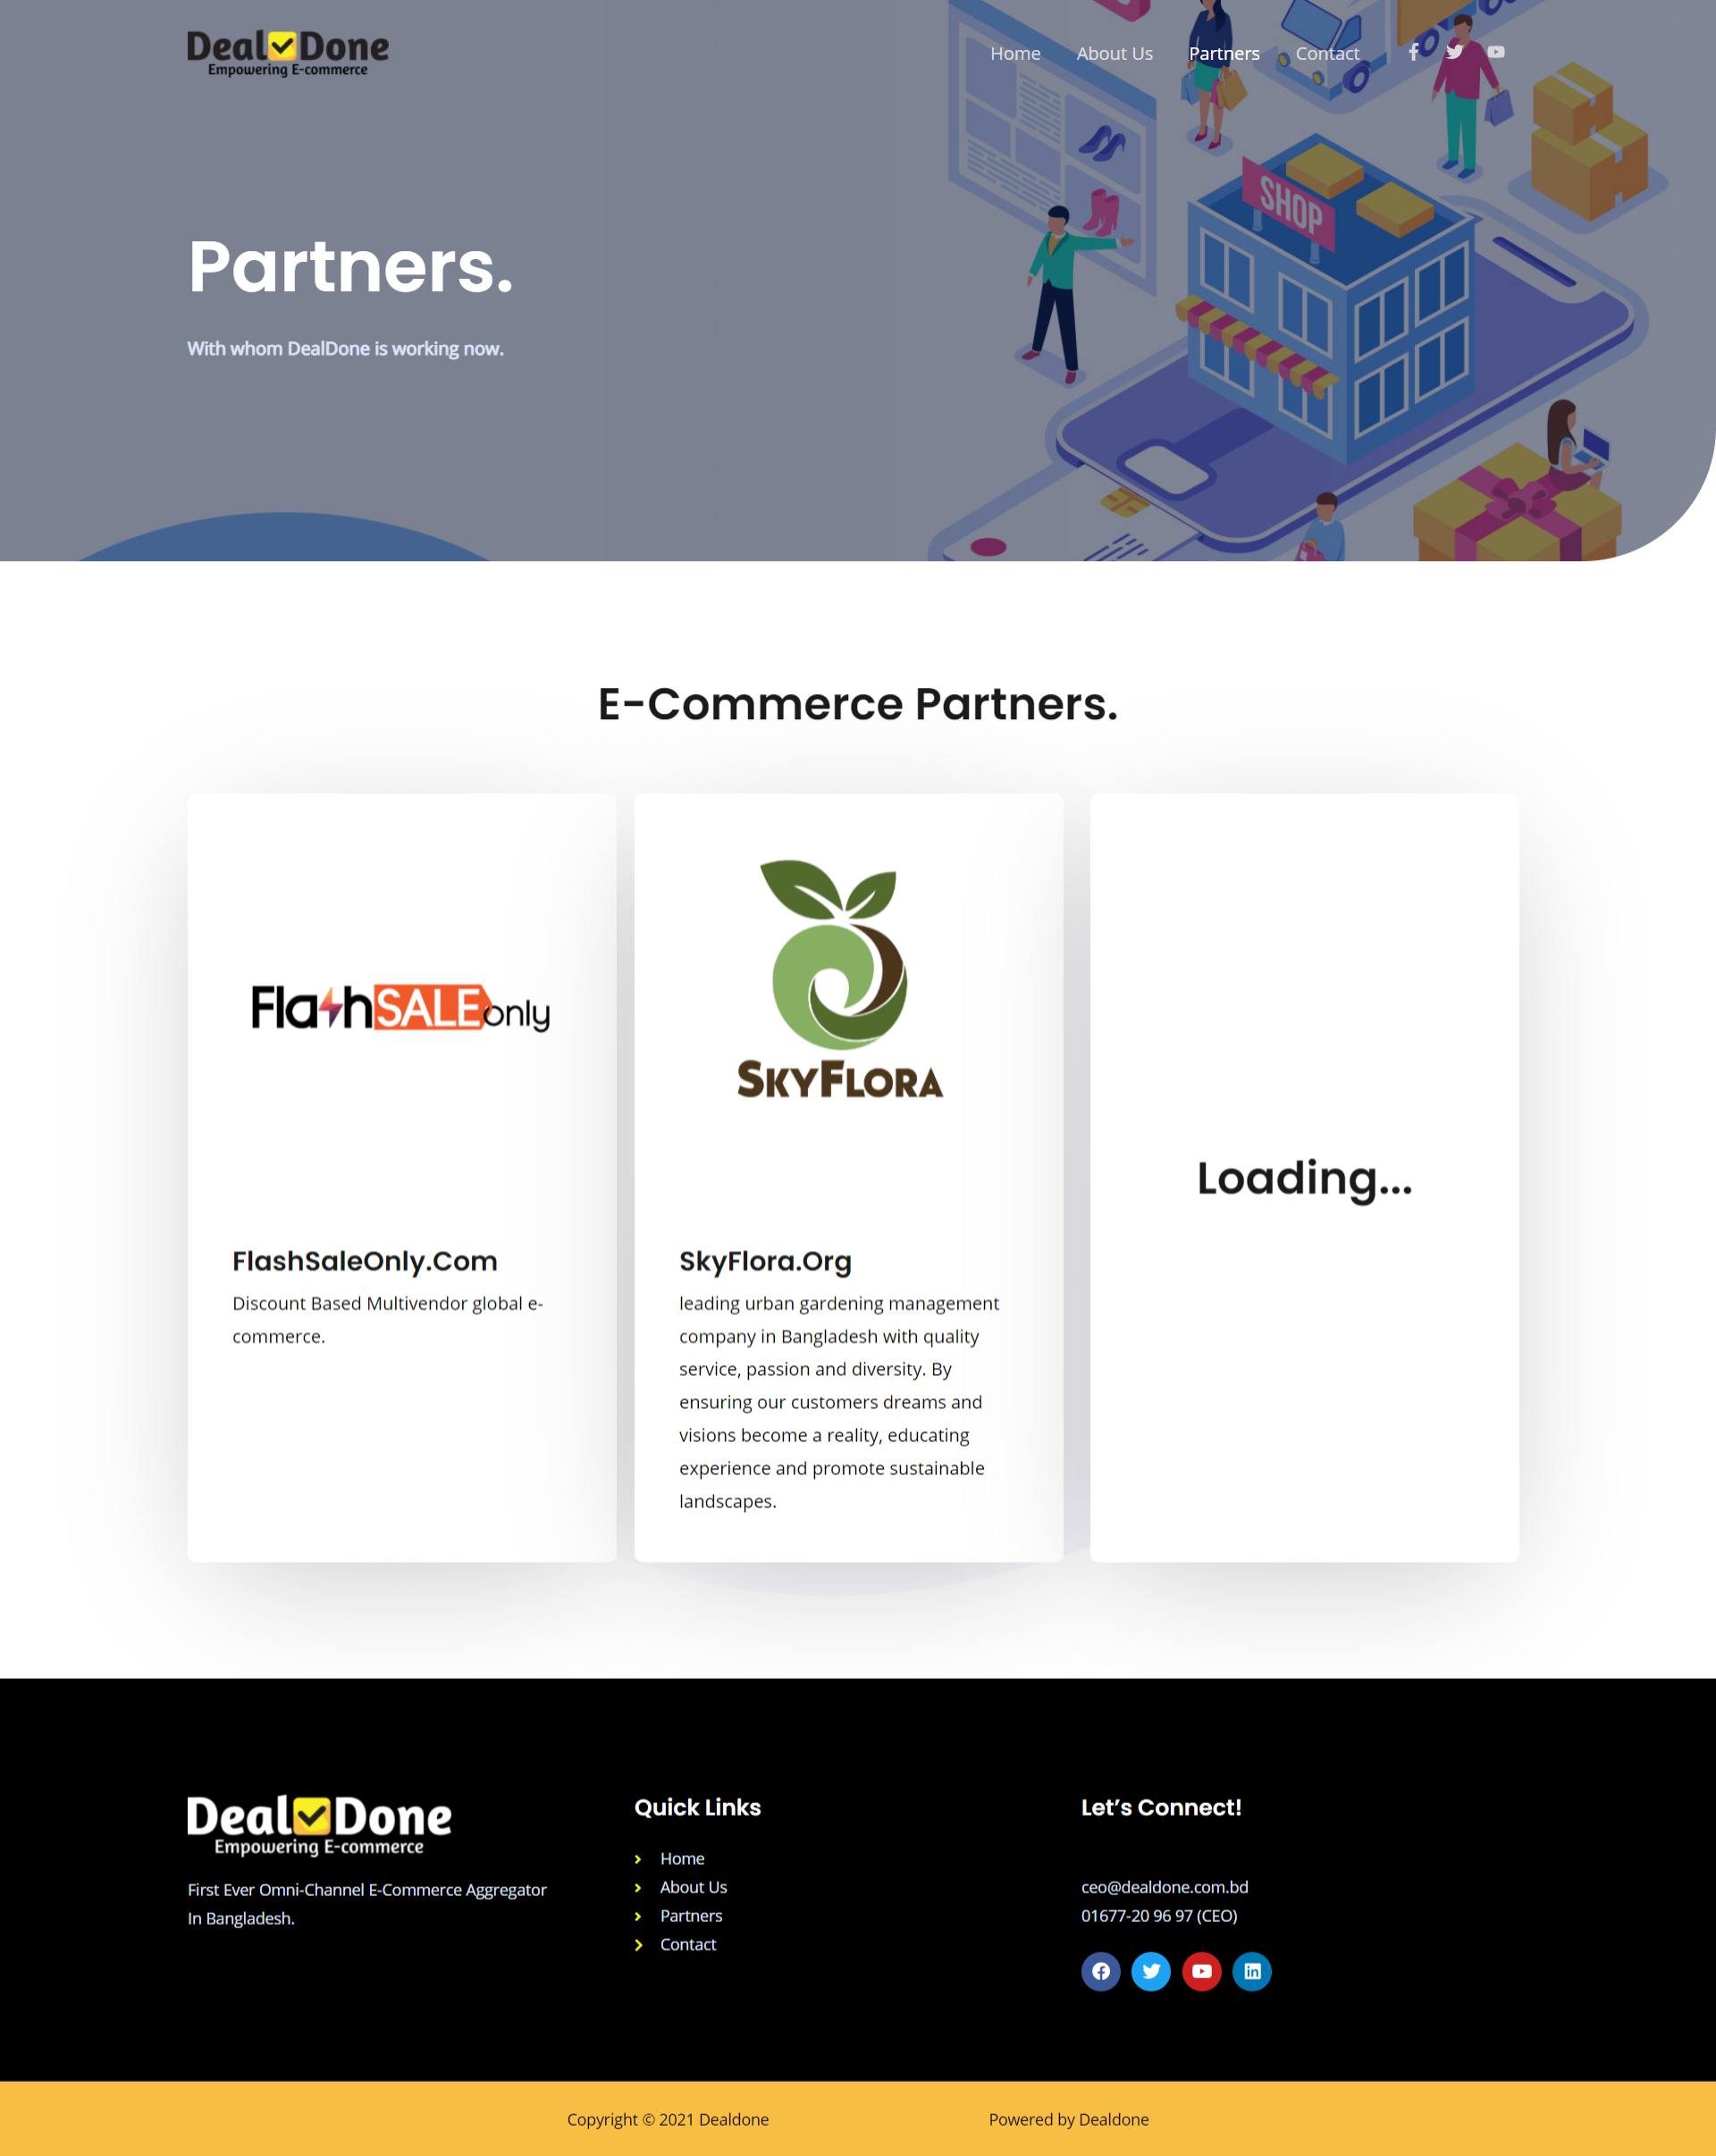 Deal Done
Empowering E-commerce
Home
About Us
Partners
Contact
SHOP
Partners.
With whom DealDone is working now.
E-Commerce Partners.
FlashSALEonly
SKYFLORA
Loading...
FlashSaleOnly.Com
Discount Based Multivendor global e-
commerce.
SkyFlora.Org
leading urban gardening management
company in Bangladesh with quality
service, passion and diversity. By
ensuring our customers dreams and
visions become a reality, educating
experience and promote sustainable
landscapes.
Deal Done
Empowering E-commerce
First Ever Omni-Channel E-Commerce Aggregator
In Bangladesh.
Quick Links
Home
About Us
Partners
Contact
Let’s Connect!
ceo@dealdone.com.bd
01677-20 96 97 (CEO)
Copyright © 2021 Dealdone
Powered by Dealdone